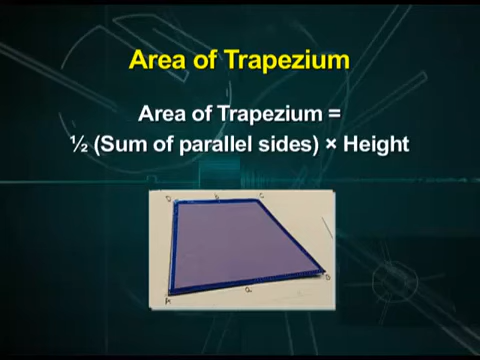 Area of Trapezium
Area of Trapezium =
½ (Sum of parallel sides) × Height
b
A
a